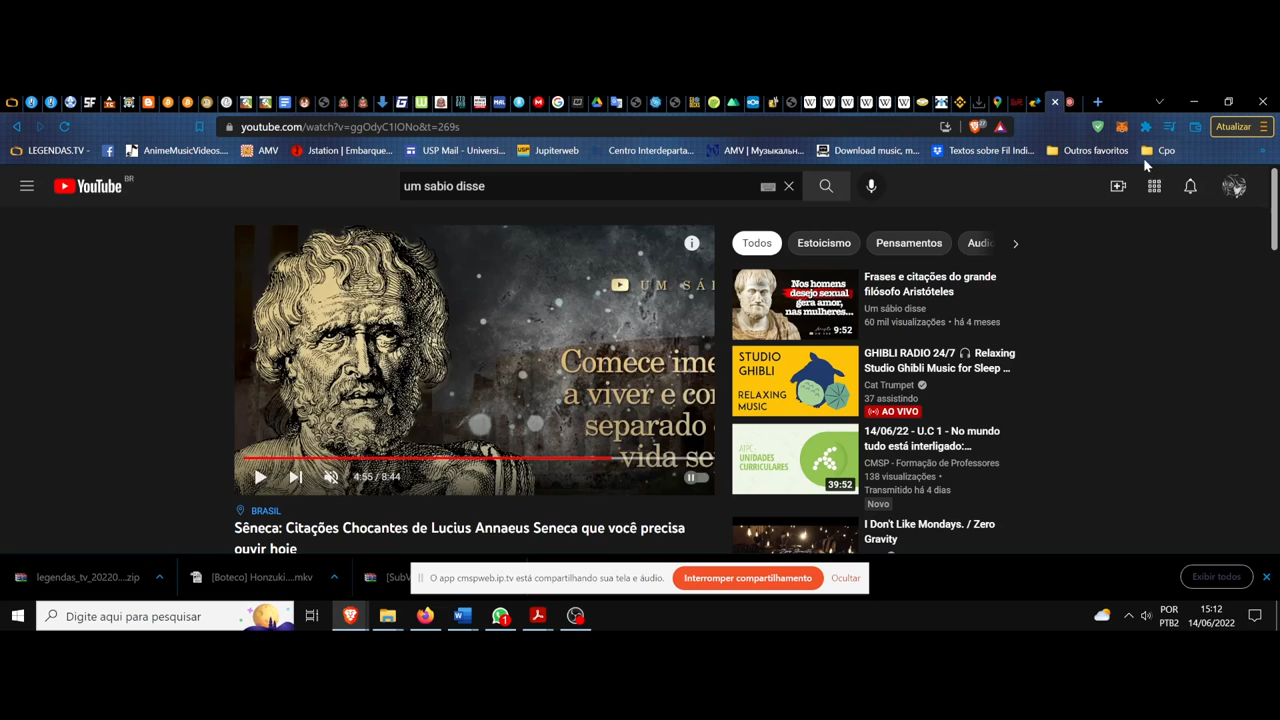 youtube.com/watch?v=ggOdyC1IONo&t=269s
Atualizar
LEGENDAS.TV -
AnimeMusicVideos...
AMV
Jstation | Embarque...
USP Mail - Universi...
Jupiterweb
Centro Interdeparta...
AMV | Музыкальн...
Download music, m...
Textos sobre Fil Indi...
Outros favoritos
Cpo
YouTube BR
um sabio disse
UM SÁ
Comece ime
a viver e co
separado
vida se
4:55 / 8:44
BRASIL
Sêneca: Citações Chocantes de Lucius Annaeus Seneca que você precisa
ouvir hoje
Todos
Estoicismo
Pensamentos
Audio
Nos homens
desejo sexual
gera amor,
nas mulheres...
9:52
Frases e citações do grande
filósofo Aristóteles
Um sábio disse
60 mil visualizações • há 4 meses
STUDIO
GHIBLI
RELAXING
MUSIC
GHIBLI RADIO 24/7 🎧 Relaxing
Studio Ghibli Music for Sleep ...
Cat Trumpet
37 assistindo
AO VIVO
ATPC
UNIDADES
CURRICULARES
39:52
14/06/22 - U.C 1 - No mundo
tudo está interligado:...
CMSP - Formação de Professores
138 visualizações •
Transmitido há 4 dias
Novo
I Don't Like Mondays. / Zero
Gravity
legendas_tv_20220....zip
[Boteco] Honzuki....mkv
[SubV
O app cmspweb.ip.tv está compartilhando sua tela e áudio.
Interromper compartilhamento
Ocultar
Exibir todos
Digite aqui para pesquisar
POR
PTB2
15:12
14/06/2022